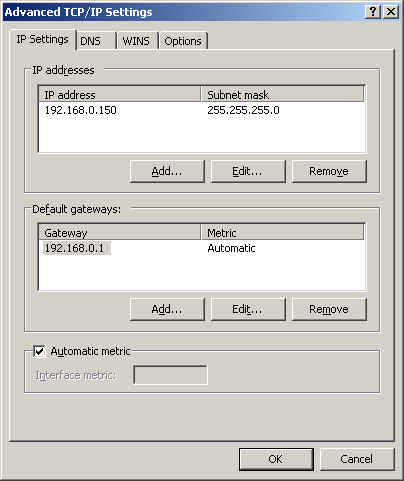 Advanced TCP/IP Settings
IP Settings DNS WINS Options
IP addresses
IP address Subnet mask
192.168.0.150 255.255.255.0
Add... Edit... Remove
Default gateways:
Gateway Metric
192.168.0.1 Automatic
Add... Edit... Remove
Automatic metric
Interface metric:
OK Cancel